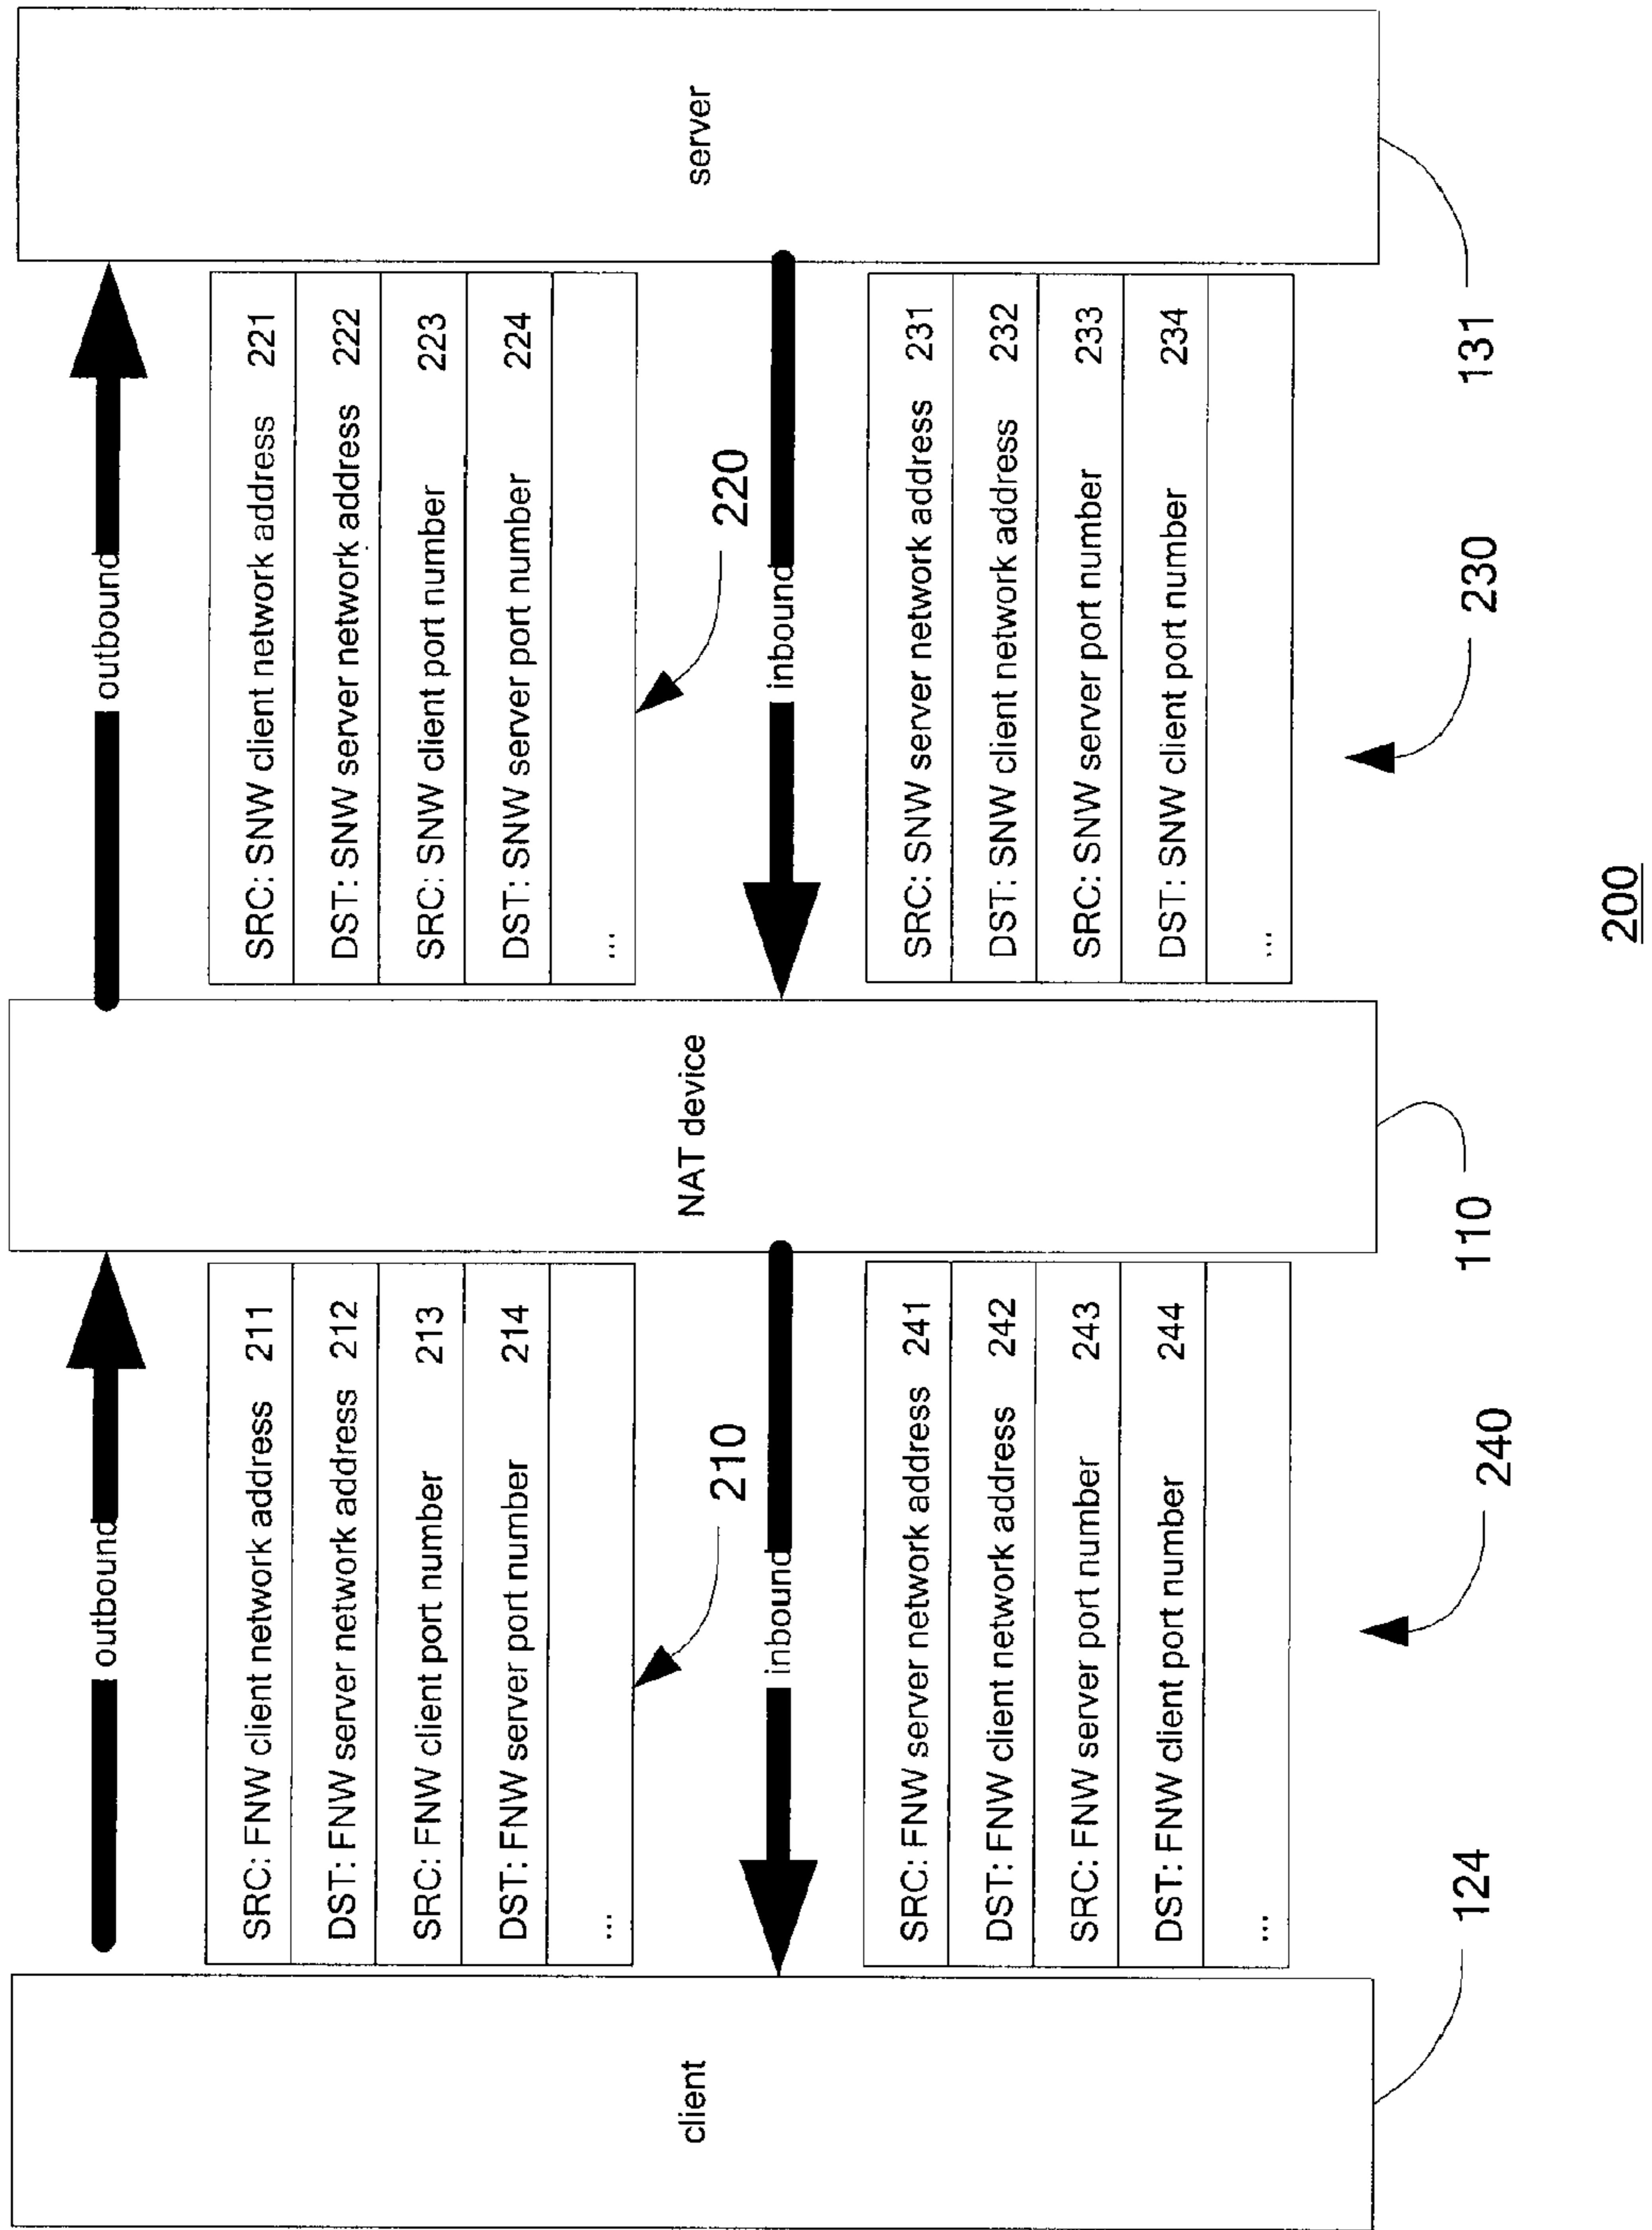 outbound
outbound
client
NAT device
server
SRC: FNW client network address 211
DST: FNW server network address 212
SRC: FNW client port number 213
DST: FNW server port number 214
...
210
SRC: SNW client network address 221
DST: SNW server network address 222
SRC: SNW client port number 223
DST: SNW server port number 224
...
220
inbound
inbound
SRC: FNW server network address 241
DST: FNW client network address 242
SRC: FNW server port number 243
DST: FNW client port number 244
...
240
SRC: SNW server network address 231
DST: SNW client network address 232
SRC: SNW server port number 233
DST: SNW client port number 234
...
230
124
110
131
200